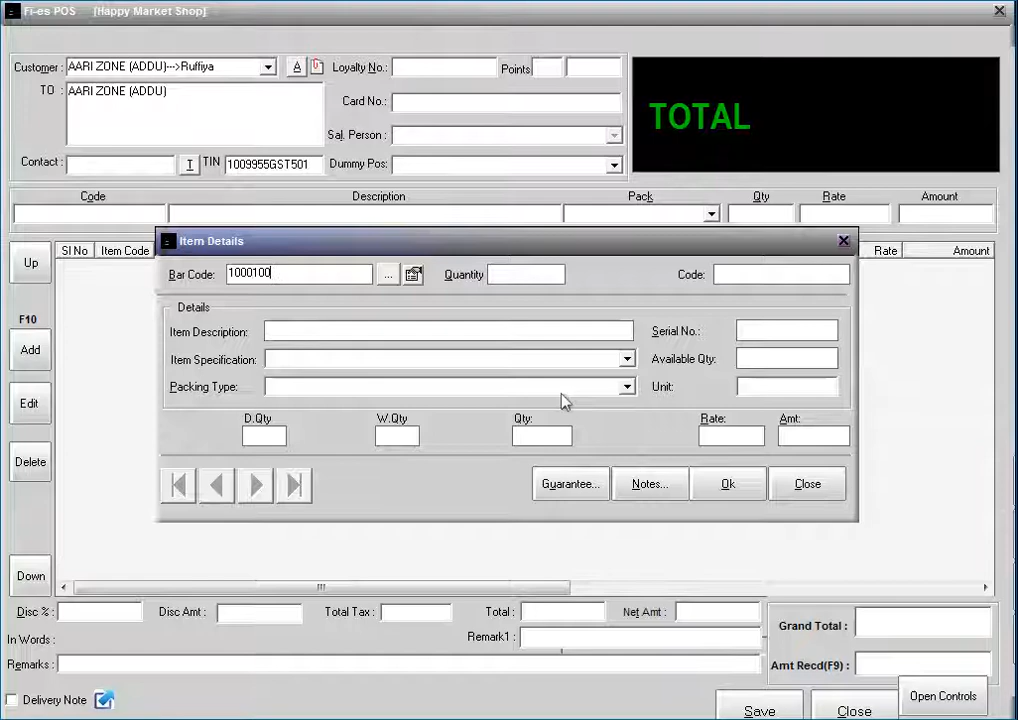 Fi-es POS [Happy Market Shop]
Customer: AARI ZONE (ADDU)--->Ruffiya A Loyalty No.: Points
TO : AARI ZONE (ADDU) Card No.:
Sal. Person :
Contact : I TIN 1009955GST501 Dummy Pos:
TOTAL
Code Description Pack Qty Rate Amount
Up Sl No Item Code Rate Amount
Item Details
Bar Code: 1000100 ... Quantity Code:
Details
Item Description: Serial No.:
Item Specification: Available Qty:
Packing Type: Unit:
D.Qty W.Qty Qty: Rate: Amt:
Guarantee... Notes... Ok Close
F10
Add
Edit
Delete
Down
Disc % : Disc Amt : Total Tax : Total : Net Amt :
Grand Total :
In Words : Remark1 :
Remarks : Amt Recd(F9) :
Delivery Note Save Close Open Controls